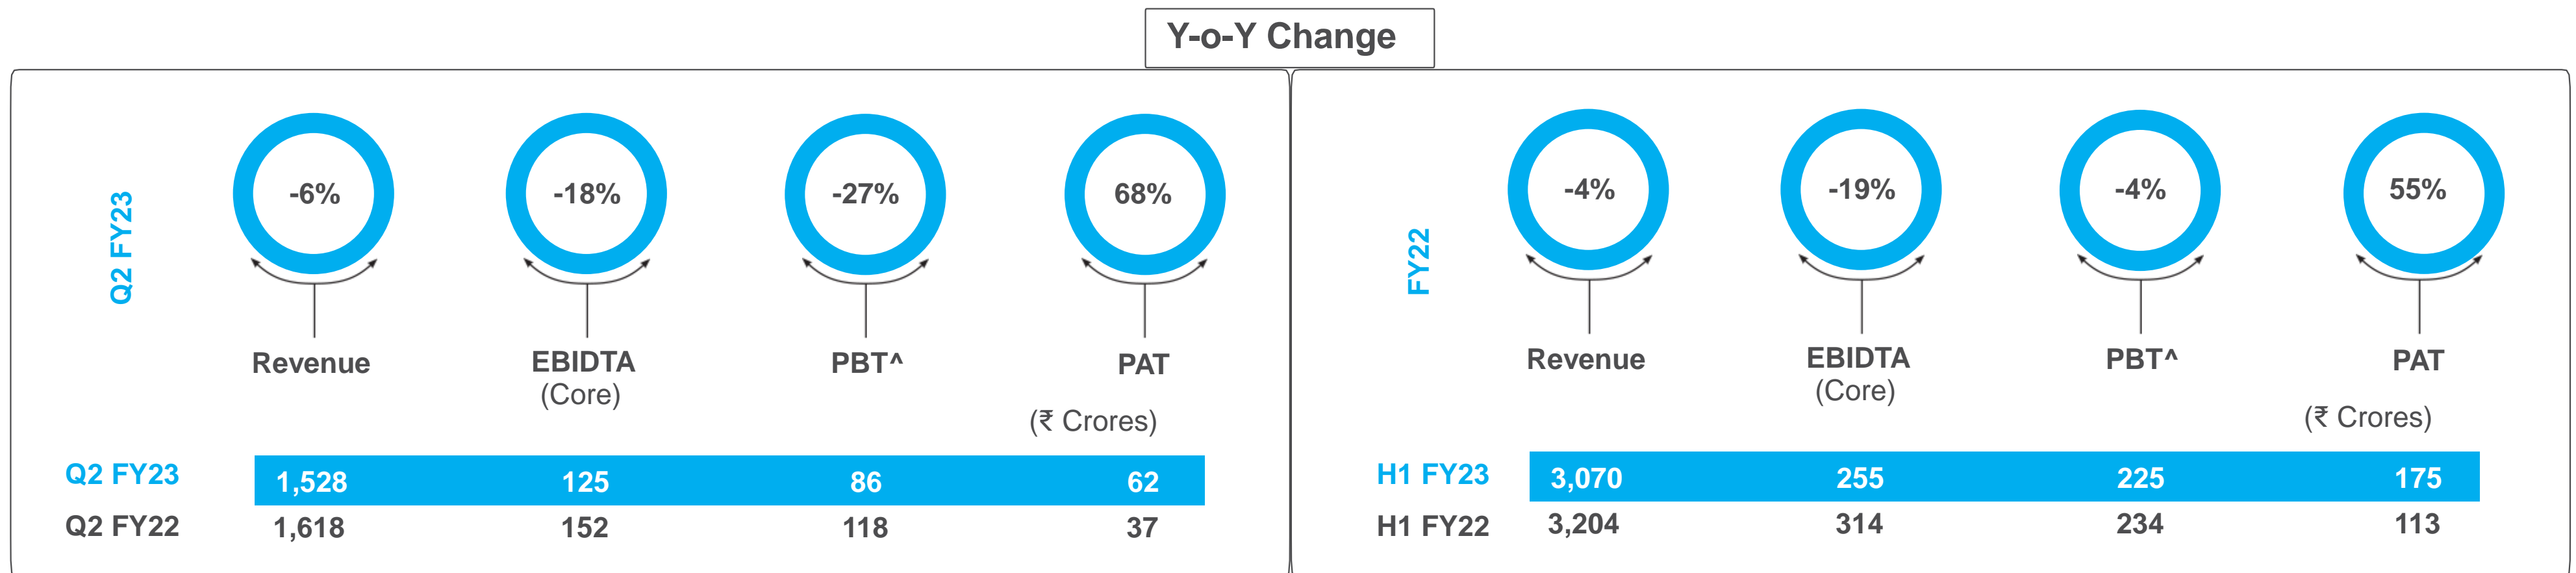 Y-o-Y Change
Q2 FY23
-6%
-18%
-27%
68%
Revenue
EBIDTA
(Core)
PBT^
PAT
(₹ Crores)
Q2 FY23 1,528 125 86 62
Q2 FY22 1,618 152 118 37
FY22
-4%
-19%
-4%
55%
Revenue
EBIDTA
(Core)
PBT^
PAT
(₹ Crores)
H1 FY23 3,070 255 225 175
H1 FY22 3,204 314 234 113